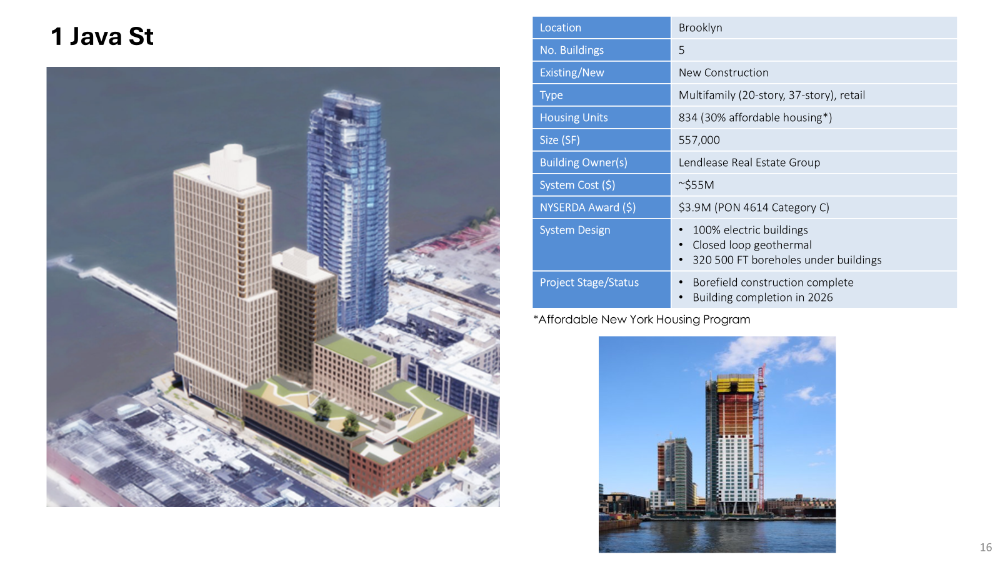 1 Java St
Location Brooklyn
No. Buildings 5
Existing/New New Construction
Type Multifamily (20-story, 37-story), retail
Housing Units 834 (30% affordable housing*)
Size (SF) 557,000
Building Owner(s) Lendlease Real Estate Group
System Cost ($) ~$55M
NYSERDA Award ($) $3.9M (PON 4614 Category C)
System Design • 100% electric buildings
• Closed loop geothermal
• 320 500 FT boreholes under buildings
Project Stage/Status • Borefield construction complete
• Building completion in 2026
*Affordable New York Housing Program
16